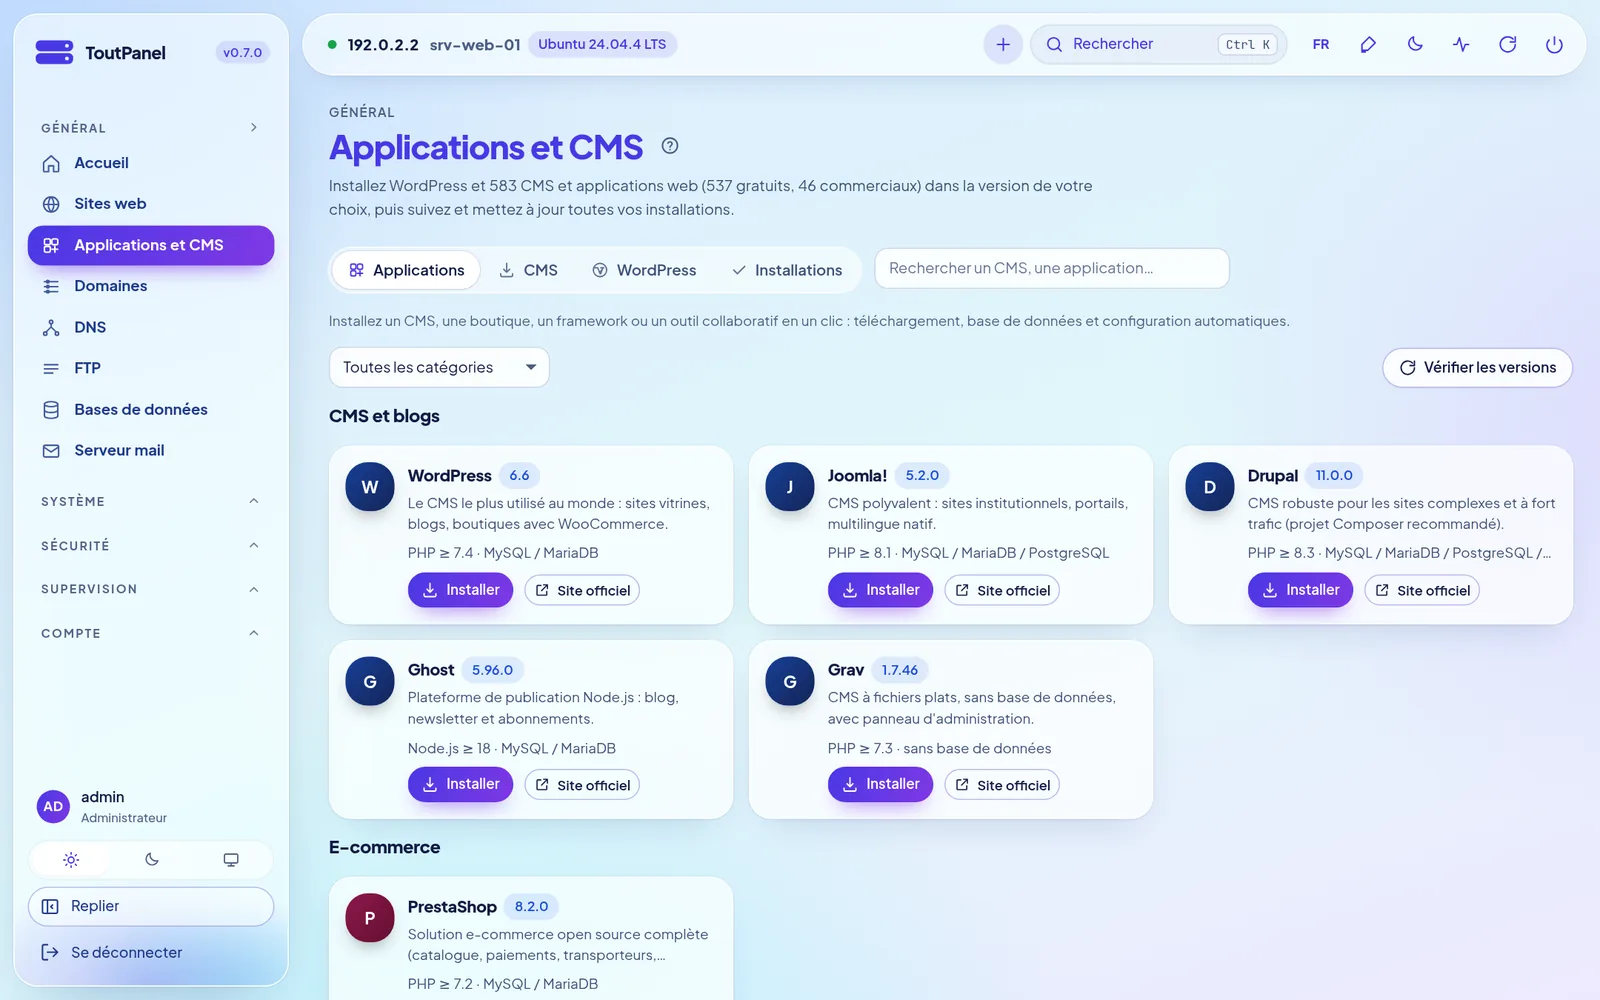 ToutPanel
v0.7.0
GÉNÉRAL
Accueil
Sites web
Applications et CMS
Domaines
DNS
FTP
Bases de données
Serveur mail
SYSTÈME
SÉCURITÉ
SUPERVISION
COMPTE
AD
admin
Administrateur
Replier
Se déconnecter
192.0.2.2 srv-web-01 Ubuntu 24.04.4 LTS
Rechercher Ctrl K
FR
GÉNÉRAL
Applications et CMS
Installez WordPress et 583 CMS et applications web (537 gratuits, 46 commerciaux) dans la version de votre
choix, puis suivez et mettez à jour toutes vos installations.
Applications CMS WordPress Installations
Rechercher un CMS, une application...
Installez un CMS, une boutique, un framework ou un outil collaboratif en un clic : téléchargement, base de données et configuration automatiques.
Toutes les catégories
Vérifier les versions
CMS et blogs
W
WordPress 6.6
Le CMS le plus utilisé au monde : sites vitrines,
blogs, boutiques avec WooCommerce.
PHP ≥ 7.4 · MySQL / MariaDB
Installer Site officiel
J
Joomla! 5.2.0
CMS polyvalent : sites institutionnels, portails,
multilingue natif.
PHP ≥ 8.1 · MySQL / MariaDB / PostgreSQL
Installer Site officiel
D
Drupal 11.0.0
CMS robuste pour les sites complexes et à fort
trafic (projet Composer recommandé).
PHP ≥ 8.3 · MySQL / MariaDB / PostgreSQL /...
Installer Site officiel
G
Ghost 5.96.0
Plateforme de publication Node.js : blog,
newsletter et abonnements.
Node.js ≥ 18 · MySQL / MariaDB
Installer Site officiel
G
Grav 1.7.46
CMS à fichiers plats, sans base de données,
avec panneau d'administration.
PHP ≥ 7.3 · sans base de données
Installer Site officiel
E-commerce
P
PrestaShop 8.2.0
Solution e-commerce open source complète
(catalogue, paiements, transporteurs,...
PHP ≥ 7.2 · MySQL / MariaDB